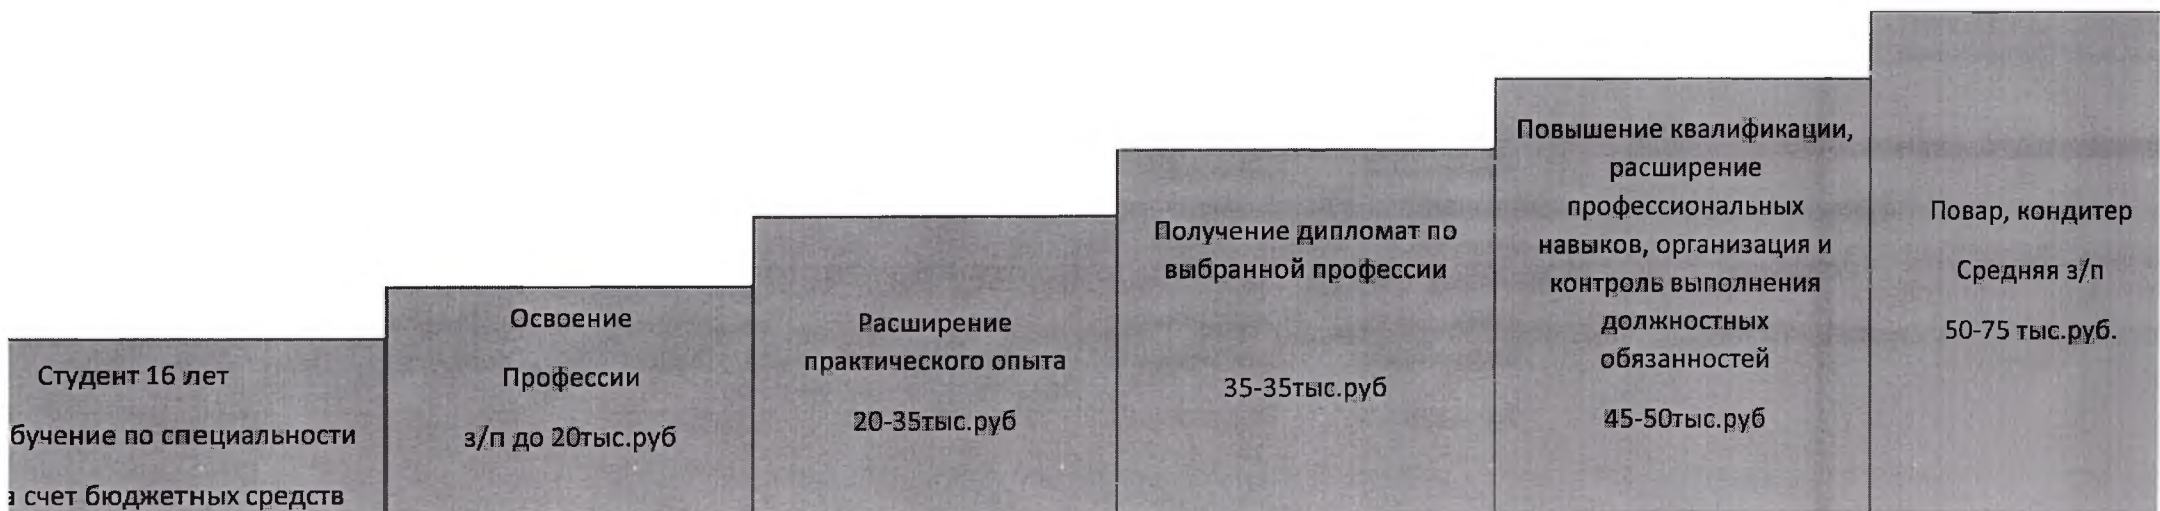 Студент 16 лет
бучение по специальности
счет бюджетных средств
Освоение
Профессии
з/п до 20тыс.руб
Расширение
практического опыта
20-35тыс.руб
Получение дипломат по
выбранной профессии
35-35тыс.руб
Повышение квалификации,
расширение
профессиональных
навыков, организация и
контроль выполнения
должностных
обязанностей
45-50тыс.руб
Повар, кондитер
Средняя з/п
50-75 тыс.руб.